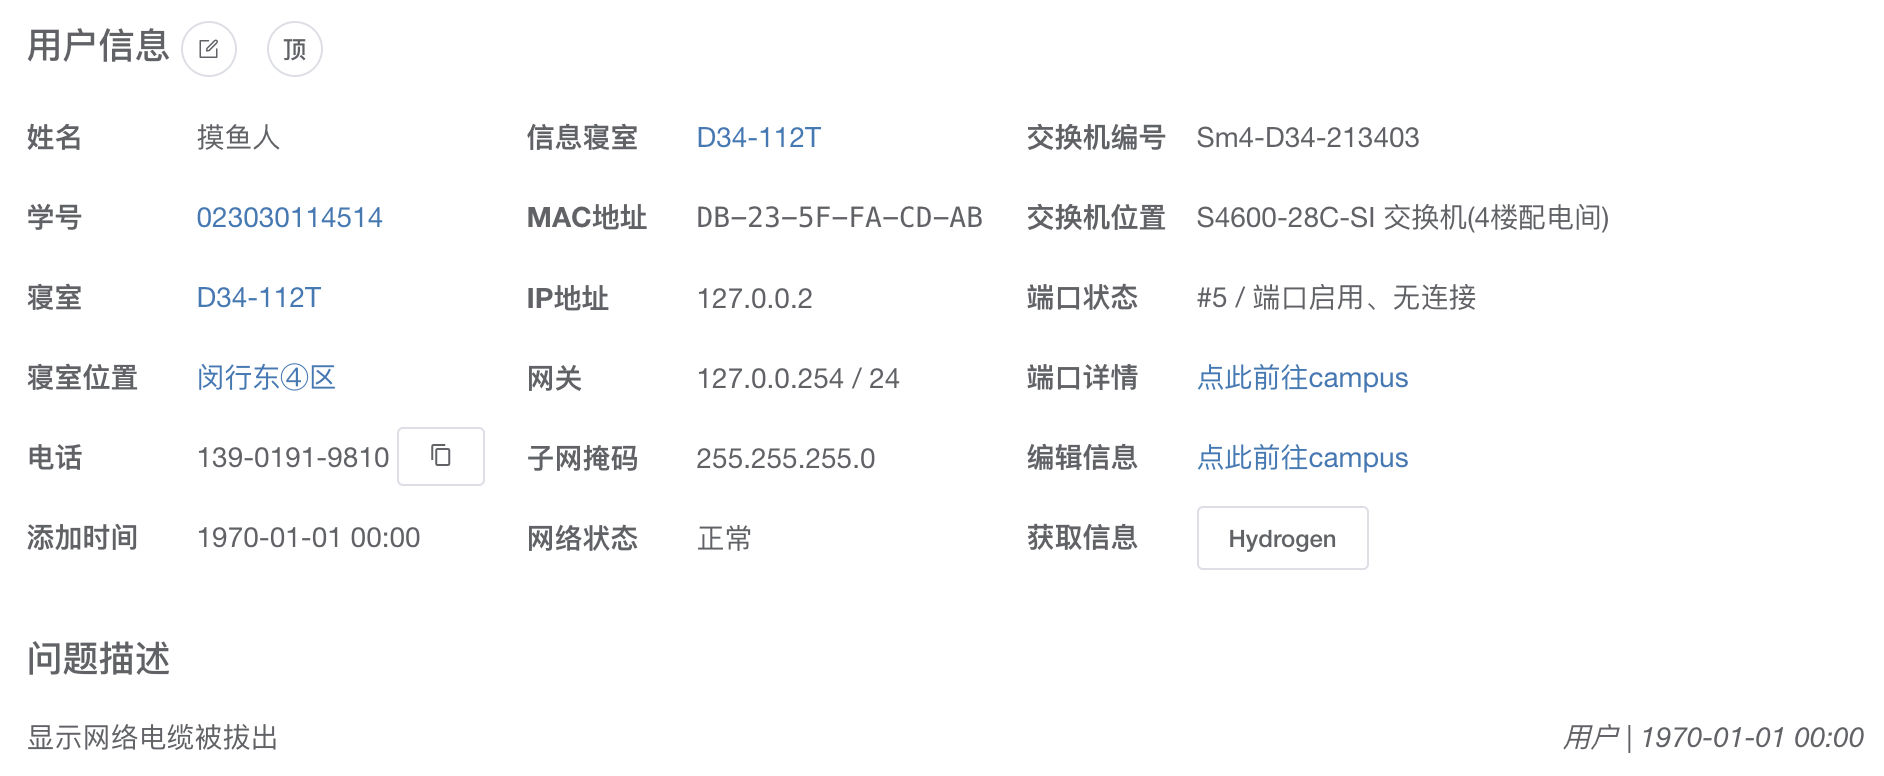 用户信息 顶
姓名 摸鱼人 信息寝室 D34-112T 交换机编号 Sm4-D34-213403
学号 023030114514 MAC地址 DB-23-5F-FA-CD-AB 交换机位置 S4600-28C-SI 交换机(4楼配电间)
寝室 D34-112T IP地址 127.0.0.2 端口状态 #5 / 端口启用、无连接
寝室位置 闵行东④区 网关 127.0.0.254 / 24 端口详情 点此前往campus
电话 139-0191-9810 子网掩码 255.255.255.0 编辑信息 点此前往campus
添加时间 1970-01-01 00:00 网络状态 正常 获取信息 Hydrogen
问题描述
显示网络电缆被拔出 用户 | 1970-01-01 00:00